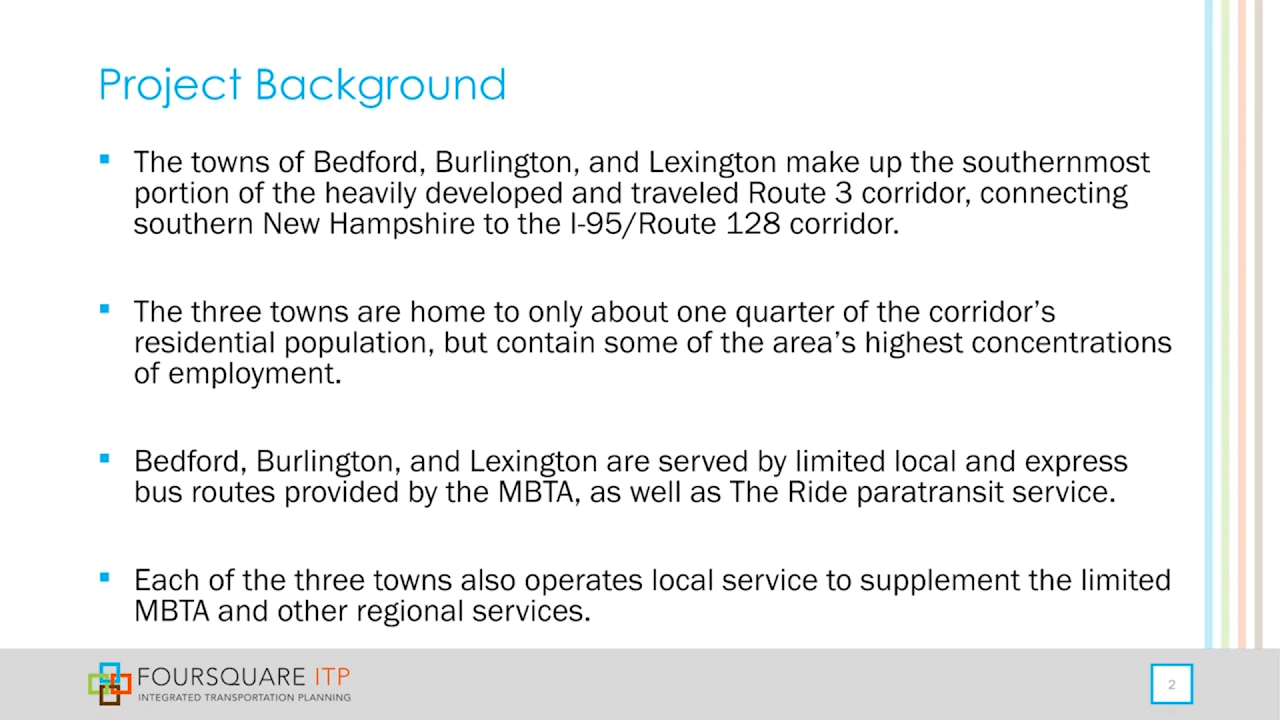 Project Background
The towns of Bedford, Burlington, and Lexington make up the southernmost
portion of the heavily developed and traveled Route 3 corridor, connecting
southern New Hampshire to the I-95/Route 128 corridor.
The three towns are home to only about one quarter of the corridor’s
residential population, but contain some of the area’s highest concentrations
of employment.
Bedford, Burlington, and Lexington are served by limited local and express
bus routes provided by the MBTA, as well as The Ride paratransit service.
Each of the three towns also operates local service to supplement the limited
MBTA and other regional services.
FOURSQUARE ITP
INTEGRATED TRANSPORTATION PLANNING
2